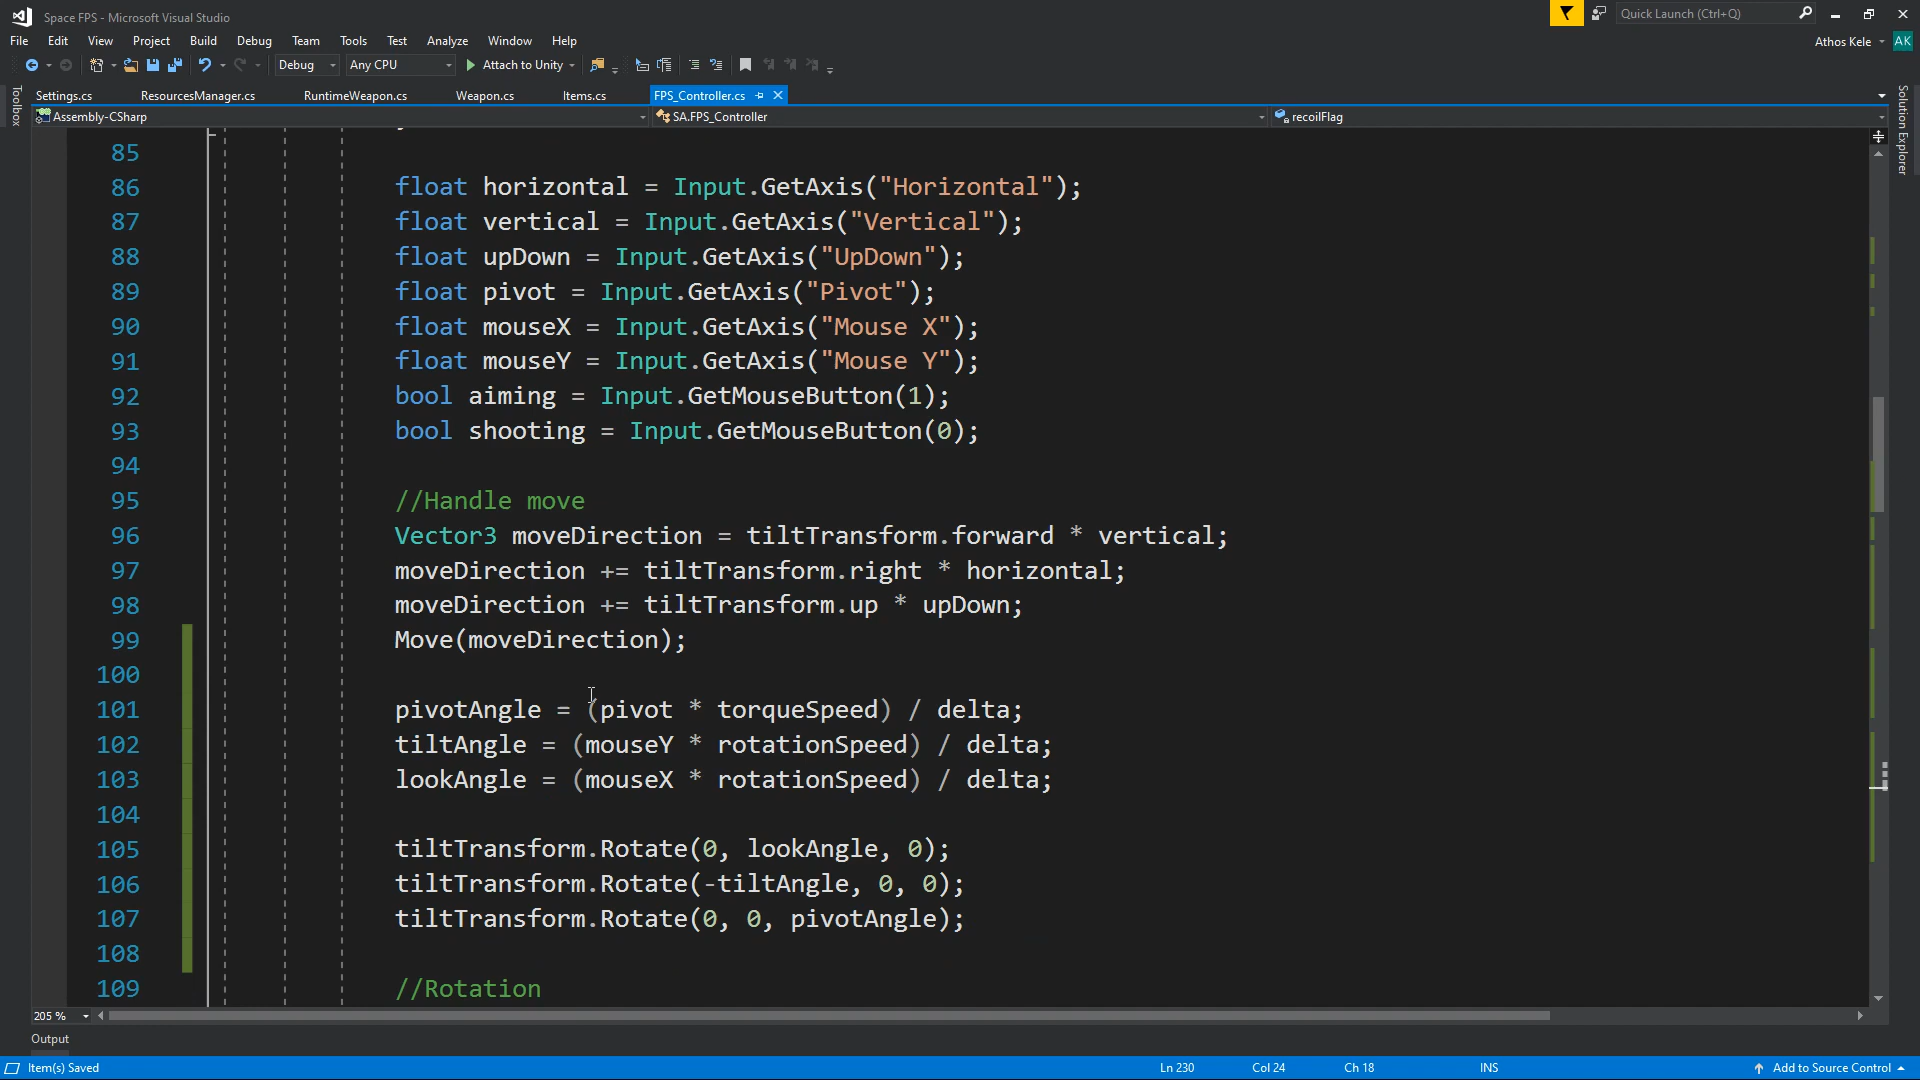 Space FPS - Microsoft Visual Studio
Quick Launch (Ctrl+Q)
File Edit View Project Build Debug Team Tools Test Analyze Window Help
Athos Kele AK
Debug Any CPU Attach to Unity
Toolbox
Settings.cs ResourcesManager.cs RuntimeWeapon.cs Weapon.cs Items.cs FPS_Controller.cs
Solution Explorer
Assembly-CSharp SA.FPS_Controller recoilFlag
85
86 float horizontal = Input.GetAxis("Horizontal");
87 float vertical = Input.GetAxis("Vertical");
88 float upDown = Input.GetAxis("UpDown");
89 float pivot = Input.GetAxis("Pivot");
90 float mouseX = Input.GetAxis("Mouse X");
91 float mouseY = Input.GetAxis("Mouse Y");
92 bool aiming = Input.GetMouseButton(1);
93 bool shooting = Input.GetMouseButton(0);
94
95 //Handle move
96 Vector3 moveDirection = tiltTransform.forward * vertical;
97 moveDirection += tiltTransform.right * horizontal;
98 moveDirection += tiltTransform.up * upDown;
99 Move(moveDirection);
100
101 pivotAngle = (pivot * torqueSpeed) / delta;
102 tiltAngle = (mouseY * rotationSpeed) / delta;
103 lookAngle = (mouseX * rotationSpeed) / delta;
104
105 tiltTransform.Rotate(0, lookAngle, 0);
106 tiltTransform.Rotate(-tiltAngle, 0, 0);
107 tiltTransform.Rotate(0, 0, pivotAngle);
108
109 //Rotation
205 %
Output
Item(s) Saved Ln 230 Col 24 Ch 18 INS Add to Source Control